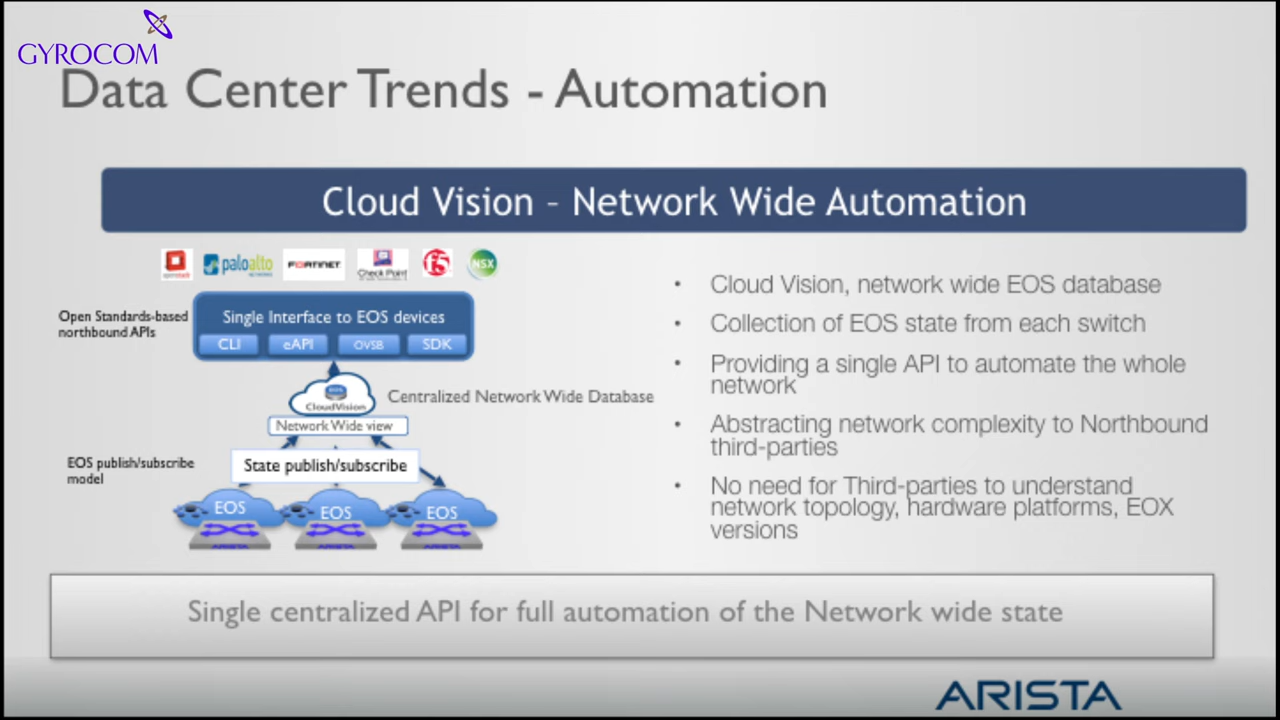 GYROCOM
Data Center Trends - Automation
Cloud Vision – Network Wide Automation
openstack
paloalto
NETWORKS
FORTINET
Check Point
f5
NSX
Open Standards-based
northbound APIs
Single Interface to EOS devices
CLI
eAPI
OVSB
SDK
EOS
CloudVision
Centralized Network Wide Database
Network Wide view
EOS publish/subscribe
model
State publish/subscribe
EOS
EOS
EOS
ARISTA
ARISTA
ARISTA
• Cloud Vision, network wide EOS database
• Collection of EOS state from each switch
• Providing a single API to automate the whole
network
• Abstracting network complexity to Northbound
third-parties
• No need for Third-parties to understand
network topology, hardware platforms, EOX
versions
Single centralized API for full automation of the Network wide state
ARISTA